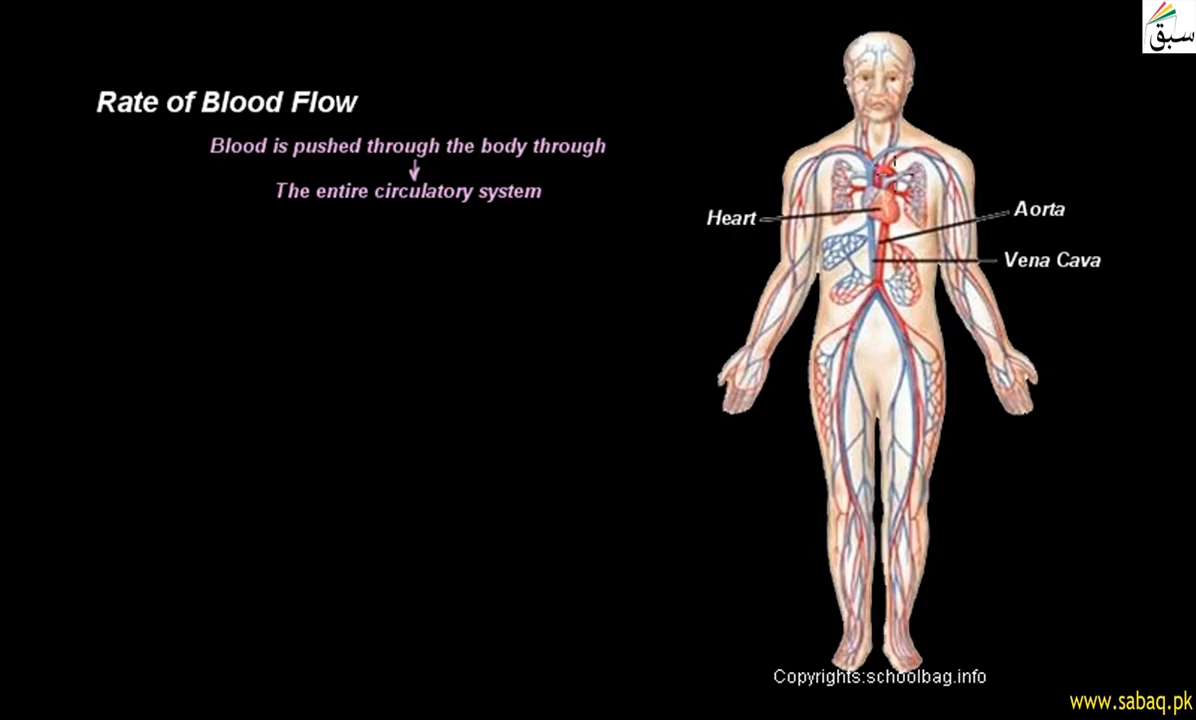 سبق
Rate of Blood Flow
Blood is pushed through the body through
The entire circulatory system
Heart
Aorta
Vena Cava
Copyrights:schoolbag.info
www.sabaq.pk